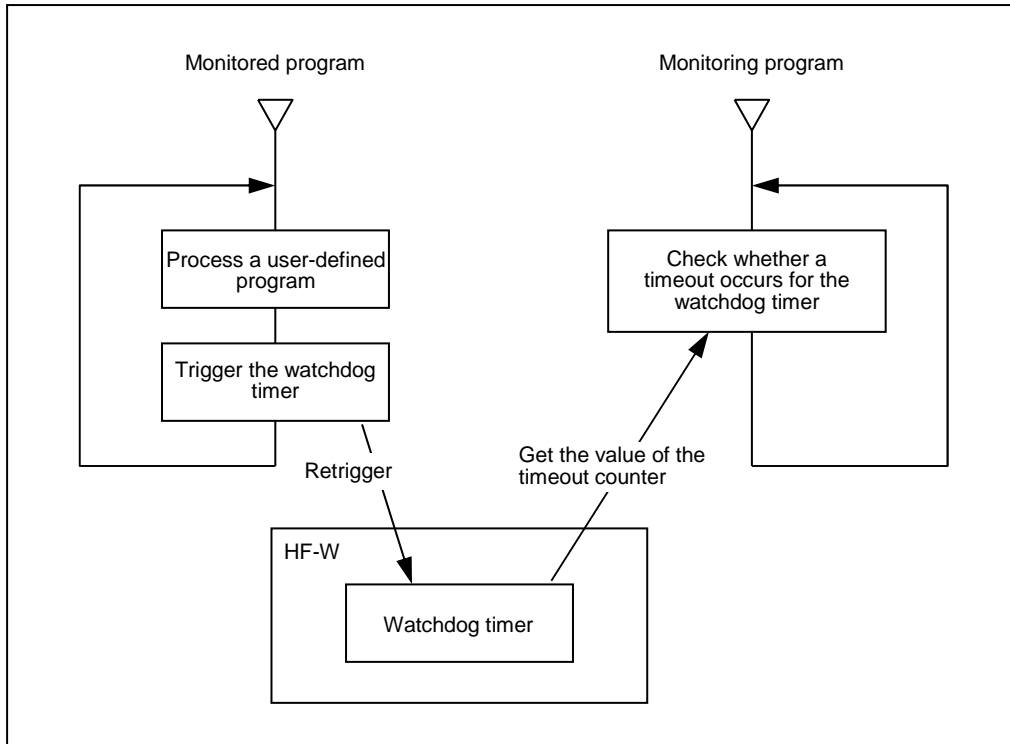 Monitored program
Monitoring program
Process a user-defined
program
Check whether a
timeout occurs for the
watchdog timer
Trigger the watchdog
timer
Retrigger
Get the value of the
timeout counter
HF-W
Watchdog timer